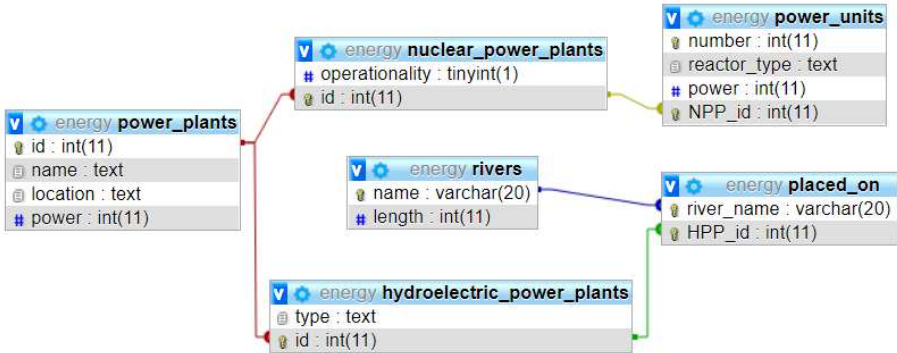 energy power_units
number : int(11)
reactor_type : text
power : int(11)
NPP_id : int(11)
energy nuclear_power_plants
operationality : tinyint(1)
id : int(11)
energy power_plants
id : int(11)
name : text
location : text
power : int(11)
energy rivers
name : varchar(20)
length : int(11)
energy placed_on
river_name : varchar(20)
HPP_id : int(11)
energy hydroelectric_power_plants
type : text
id : int(11)